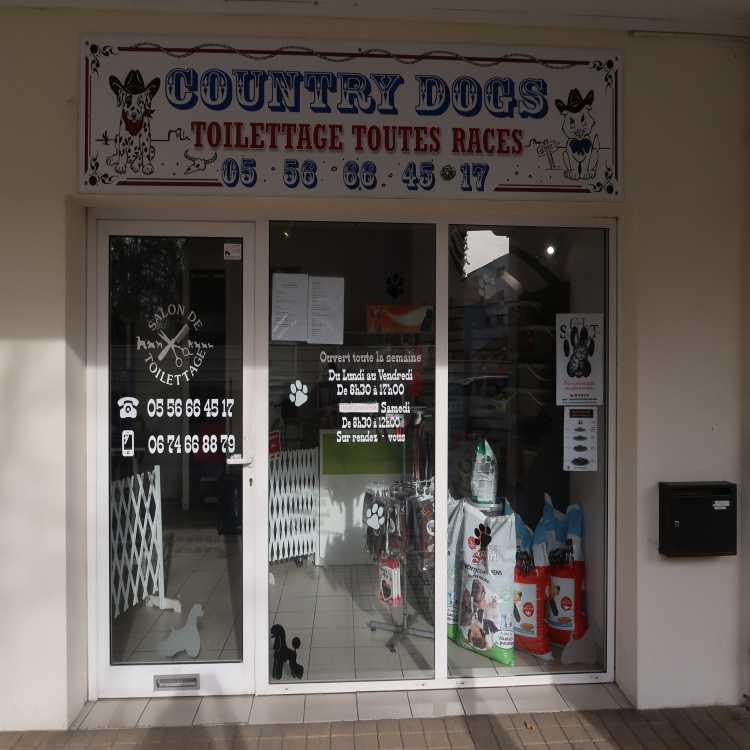 COUNTRY DOGS
TOILETTAGE TOUTES RACES
05 56 66 45 17
SALON DE
TOILETTAGE
05 56 66 45 17
06 74 66 88 79
Ouvert toute la semaine
Du Lundi au Vendredi
De 8h30 à 17h00
Samedi
De 8h30 à 12h00
Sur rendez - vous